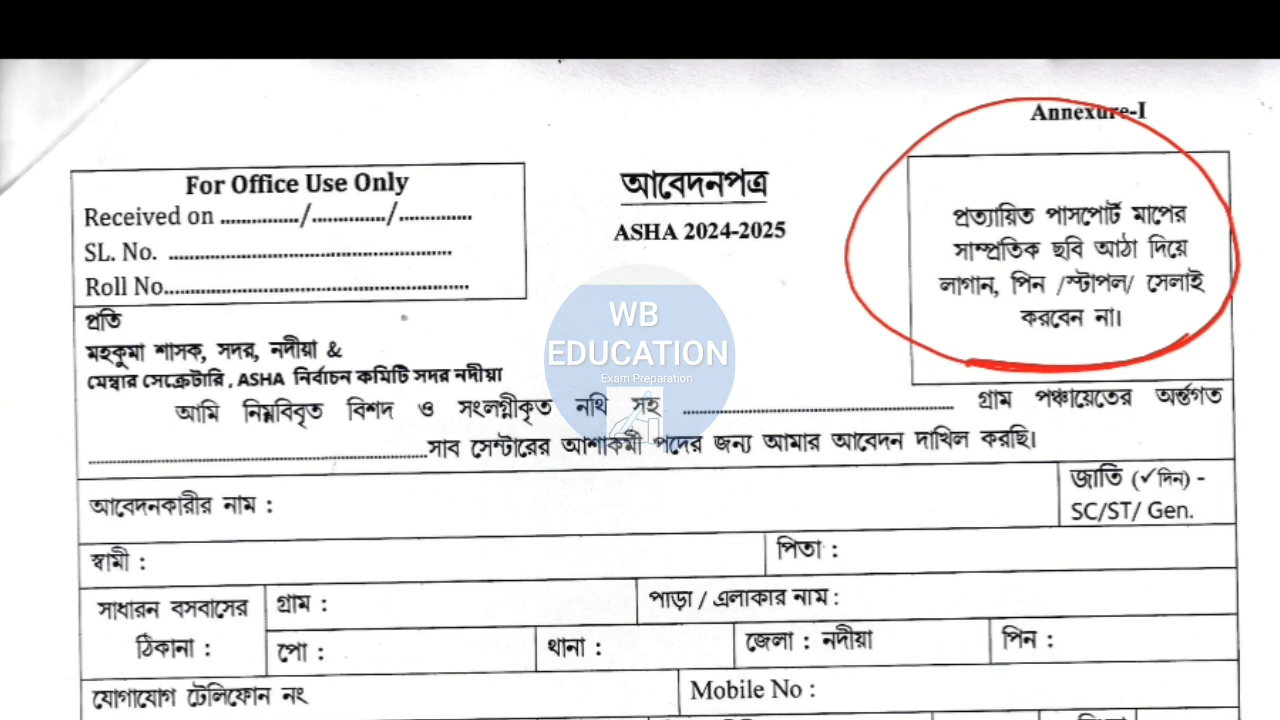 Annexure-I
For Office Use Only
Received on ............../............./.............
SL. No. ....................................................
Roll No.......................................................
আবেদনপত্র
ASHA 2024-2025
প্রত্যায়িত পাসপোর্ট মাপের
সাম্প্রতিক ছবি আঠা দিয়ে
লাগান, পিন /স্টাপল/ সেলাই
করবেন না।
WB
EDUCATION
Exam Preparation
প্রতি
মহকুমা শাসক, সদর, নদীয়া &
মেম্বার সেক্রেটারি , ASHA নির্বাচন কমিটি সদর নদীয়া
আমি নিম্নবিবৃত বিশদ ও সংলগ্নীকৃত নথি সহ ...................................................... গ্রাম পঞ্চায়েতের অর্ন্তগত
....................................................................সাব সেন্টারের আশাকর্মী পদের জন্য আমার আবেদন দাখিল করছি।
আবেদনকারীর নাম :
জাতি (✓দিন) -
SC/ST/ Gen.
স্বামী :
পিতা :
সাধারন বসবাসের
ঠিকানা :
গ্রাম :
পাড়া / এলাকার নাম:
পো :
থানা :
জেলা : নদীয়া
পিন :
যোগাযোগ টেলিফোন নং
Mobile No :